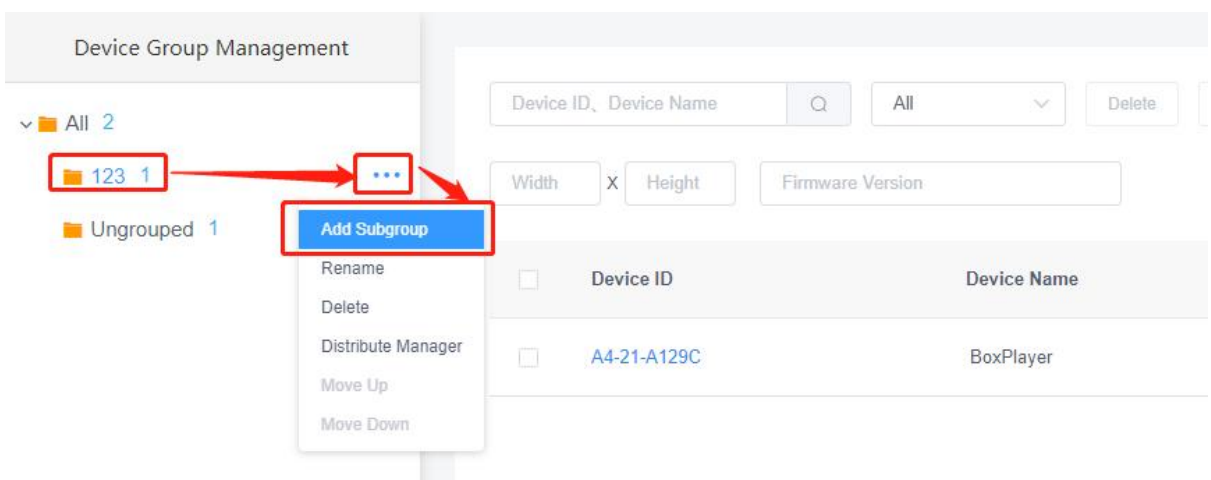 Device Group Management
All 2
123 1
•••
Ungrouped 1
Add Subgroup
Rename
Delete
Distribute Manager
Move Up
Move Down
Device ID、Device Name
All
Delete
Width X Height Firmware Version
Device ID Device Name
A4-21-A129C BoxPlayer